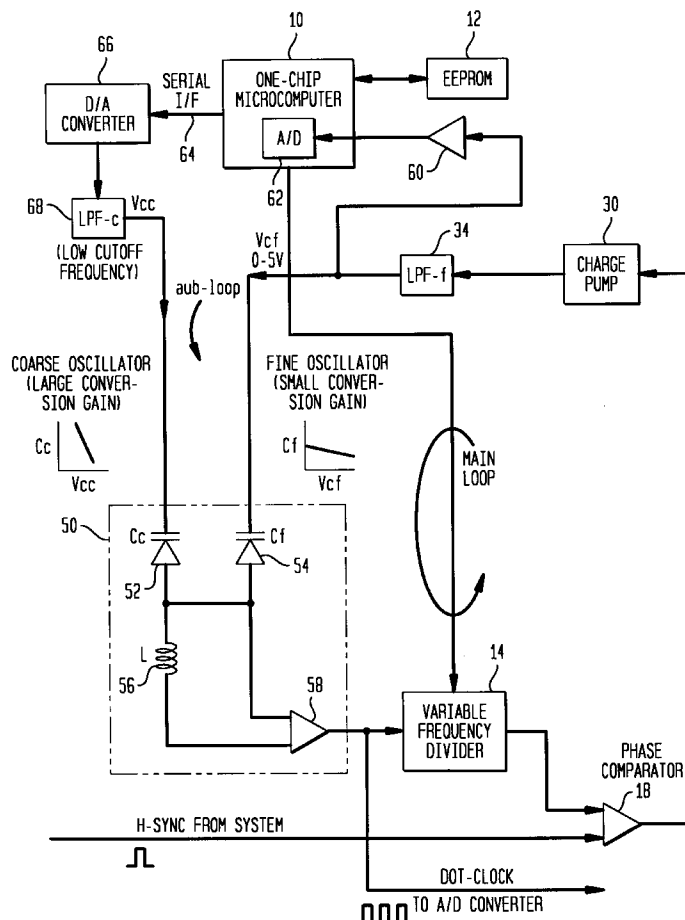 10
12
66
ONE-CHIP
MICROCOMPUTER
EEPROM
SERIAL
I/F
D/A
CONVERTER
A/D
64
62
60
68
Vcc
LPF-c
(LOW CUTOFF
FREQUENCY)
Vcf
0-5V
34
LPF-f
30
CHARGE
PUMP
aub-loop
COARSE OSCILLATOR
(LARGE CONVER-
SION GAIN)
FINE OSCILLATOR
(SMALL CONVER-
SION GAIN)
Cc
Vcc
Cf
Vcf
MAIN
LOOP
50
Cc
Cf
52
54
L
56
58
14
VARIABLE
FREQUENCY
DIVIDER
PHASE
COMPARATOR
18
H-SYNC FROM SYSTEM
DOT-CLOCK
TO A/D CONVERTER